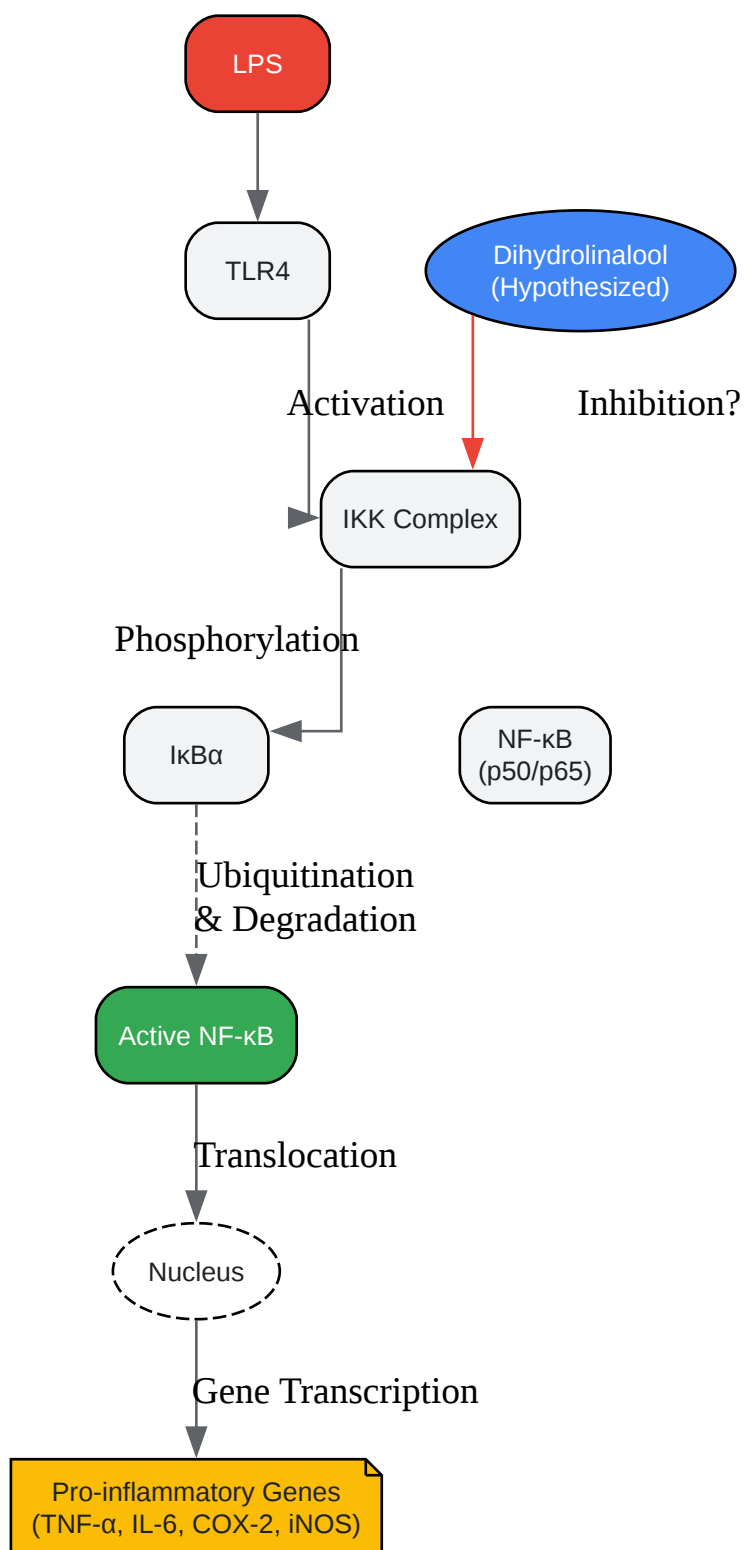 LPS
TLR4
Dihydrolinalool
(Hypothesized)
Activation
Inhibition?
IKK Complex
Phosphorylation
IκBα
NF-κB
(p50/p65)
Ubiquitination
& Degradation
Active NF-κB
Translocation
Nucleus
Gene Transcription
Pro-inflammatory Genes
(TNF-α, IL-6, COX-2, iNOS)